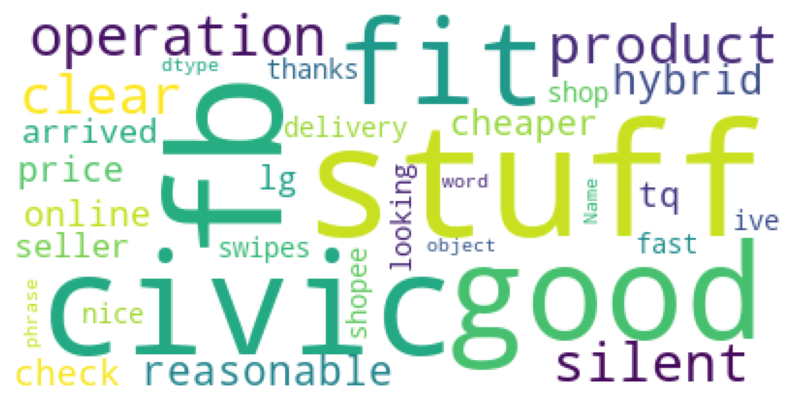 operation
fit
product
dtype
thanks
hybrid
clear
fb
shop
arrived
delivery
cheaper
stuff
price
lg
looking
word
Name
tq
online
ive
seller
swipes
shopee
object
fast
civic
good
phrase
nice
silent
check
reasonable